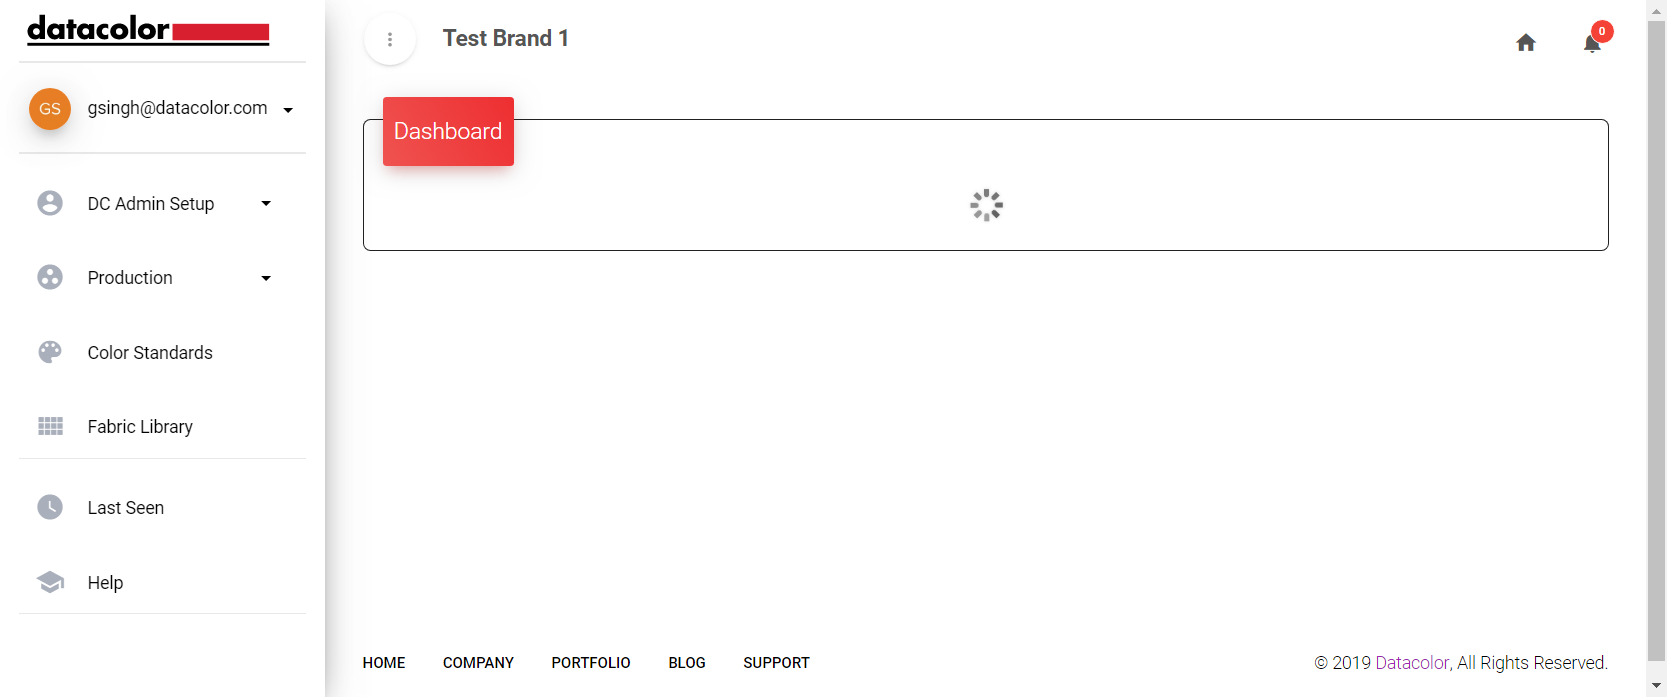 datacolor
GS
gsingh@datacolor.com
DC Admin Setup
Production
Color Standards
Fabric Library
Last Seen
Help
Test Brand 1
0
Dashboard
HOME COMPANY PORTFOLIO BLOG SUPPORT
© 2019 Datacolor, All Rights Reserved.